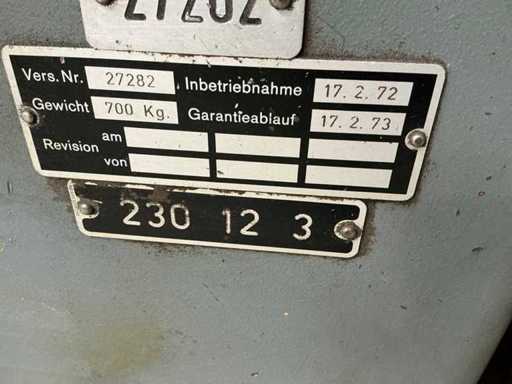 27282
Vers. Nr. 27282 Inbetriebnahme 17. 2. 72
Gewicht 700 Kg. Garantieablauf 17. 2. 73
Revision am
von
230 12 3